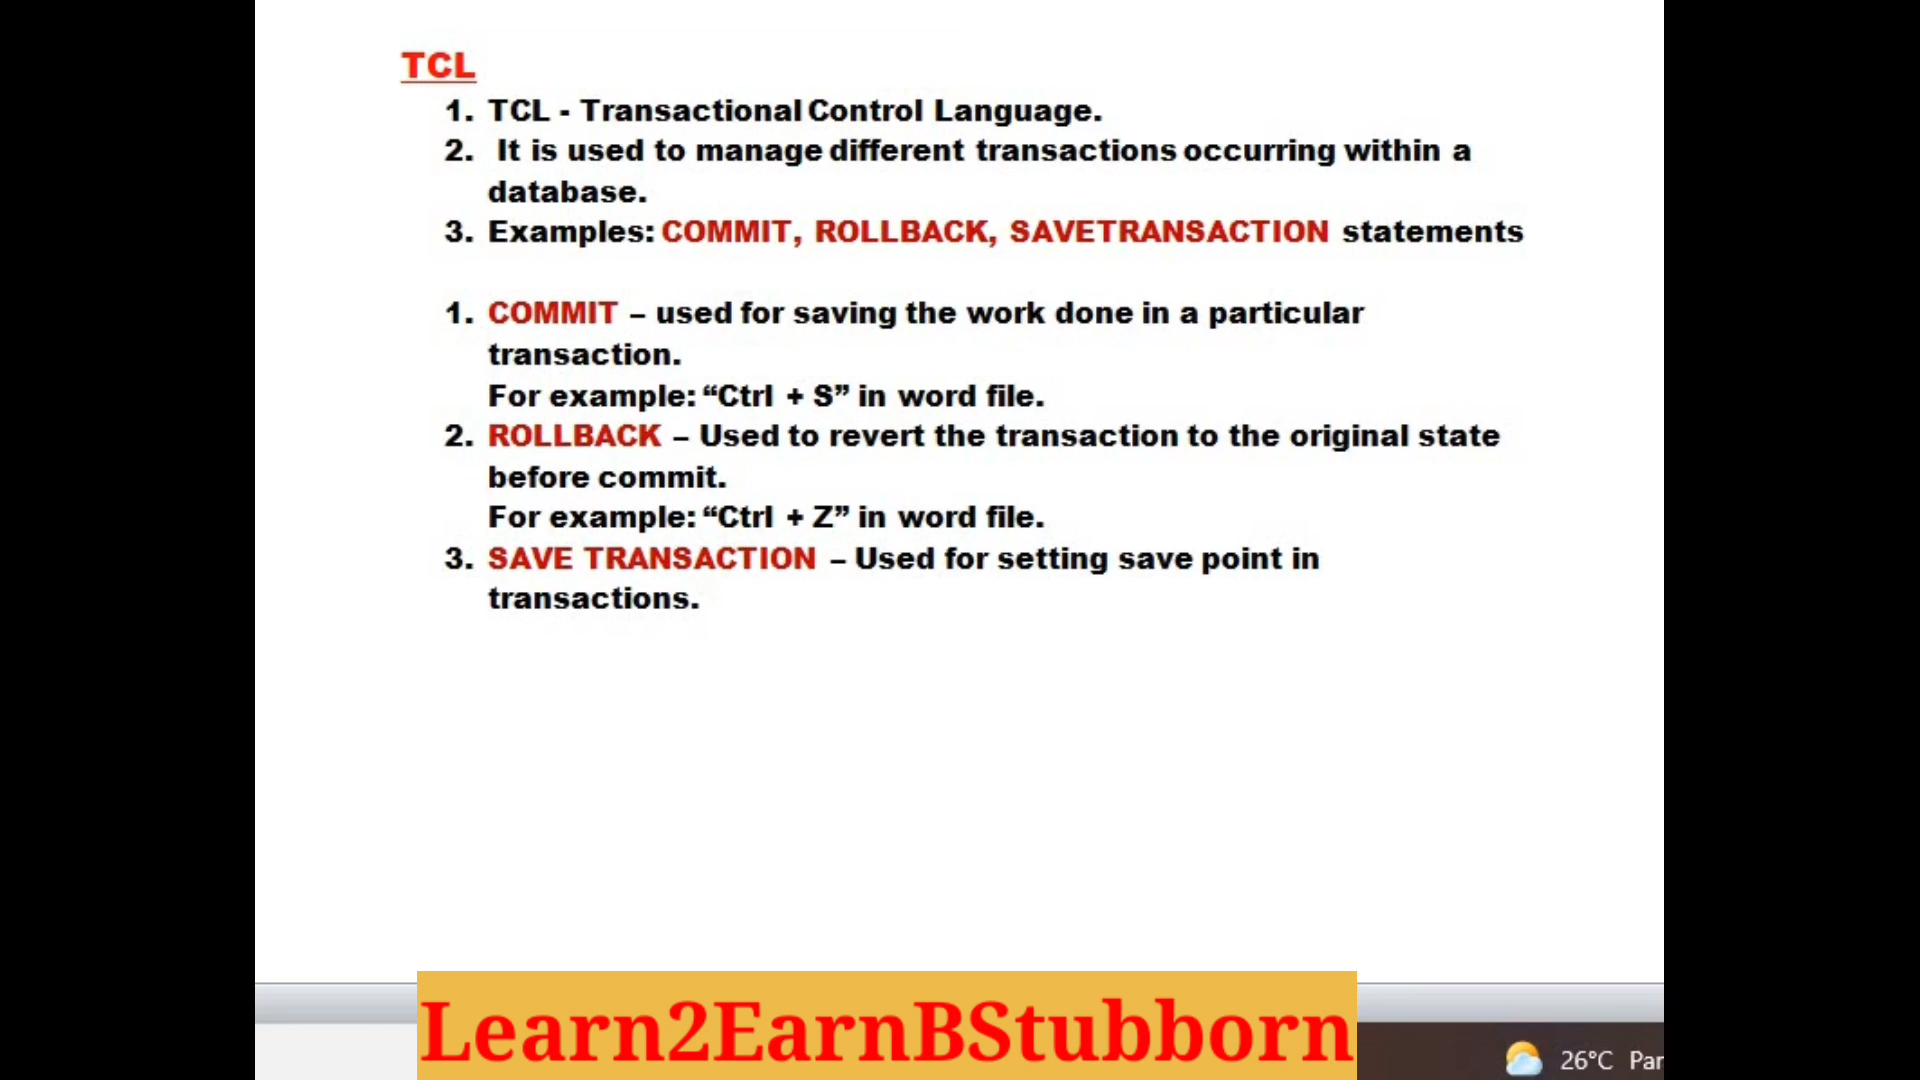 TCL
1. TCL - Transactional Control Language.
2. It is used to manage different transactions occurring within a
database.
3. Examples: COMMIT, ROLLBACK, SAVETRANSACTION statements
1. COMMIT – used for saving the work done in a particular
transaction.
For example: “Ctrl + S” in word file.
2. ROLLBACK – Used to revert the transaction to the original state
before commit.
For example: “Ctrl + Z” in word file.
3. SAVE TRANSACTION – Used for setting save point in
transactions.
Learn2EarnBStubborn
26°C Par